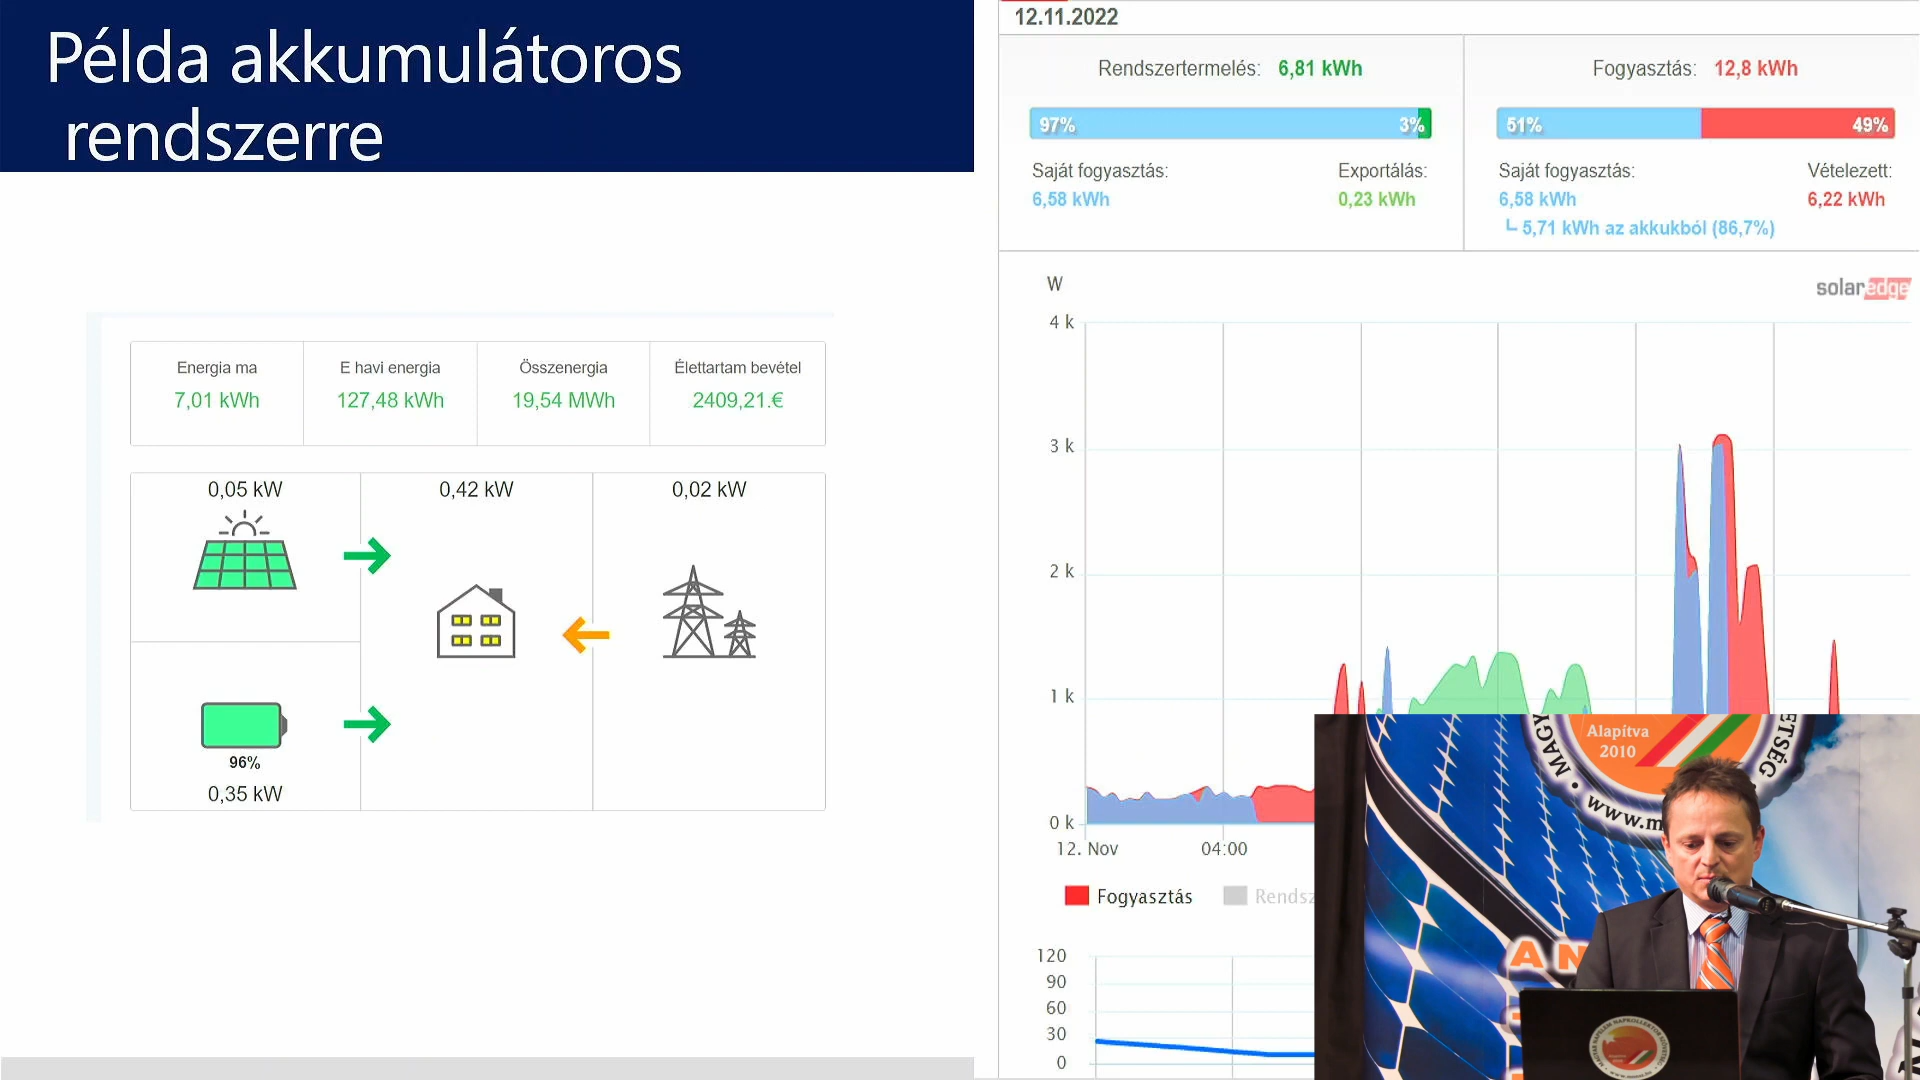 Példa akkumulátoros
rendszerre
Energia ma
7,01 kWh
E havi energia
127,48 kWh
Összenergia
19,54 MWh
Élettartam bevétel
2409,21.€
0,05 kW
0,42 kW
0,02 kW
96%
0,35 kW
12.11.2022
Rendszertermelés: 6,81 kWh
97% 3%
Saját fogyasztás:
6,58 kWh
Exportálás:
0,23 kWh
Fogyasztás: 12,8 kWh
51% 49%
Saját fogyasztás:
6,58 kWh
5,71 kWh az akkukból (86,7%)
Vételezett:
6,22 kWh
W
solaredge
4 k
3 k
2 k
1 k
0 k
12. Nov
04:00
Fogyasztás
120
90
60
30
0
Alapítva
2010